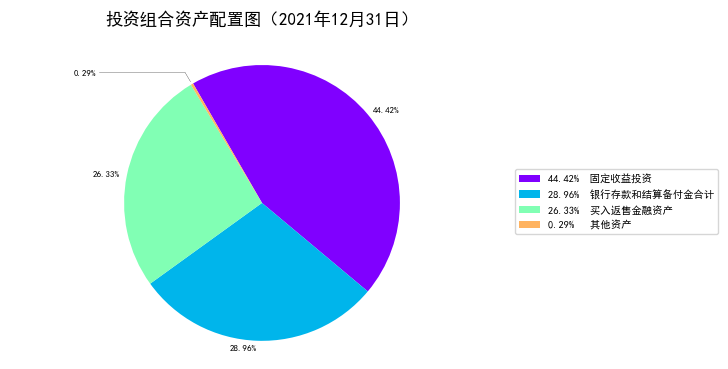 投资组合资产配置图（2021年12月31日）
0.29%
44.42%
26.33%
28.96%
44.42% 固定收益投资
28.96% 银行存款和结算备付金合计
26.33% 买入返售金融资产
0.29% 其他资产